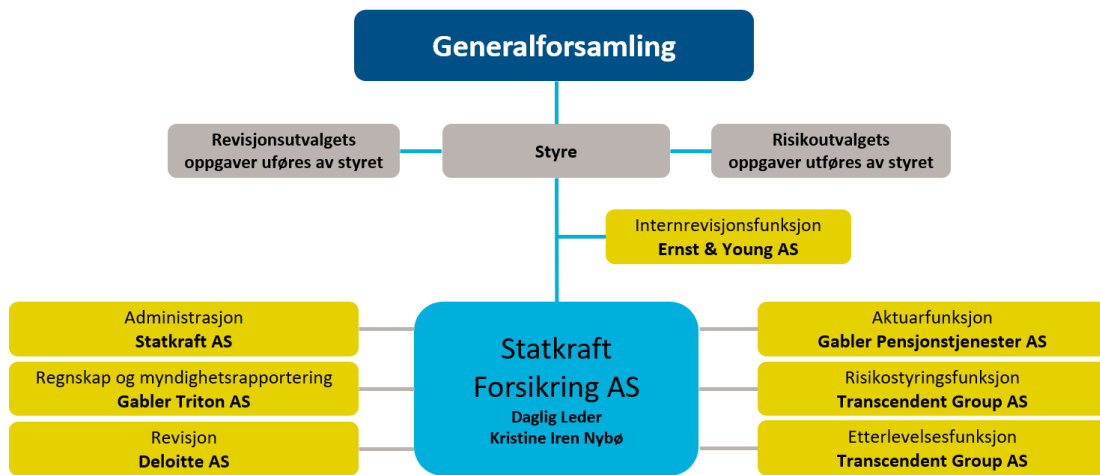 Generalforsamling
Revisjonsutvalgets
oppgaver uføres av styret
Styre
Risikoutvalgets
oppgaver utføres av styret
Internrevisjonsfunksjon
Ernst & Young AS
Administrasjon
Statkraft AS
Regnskap og myndighetsrapportering
Gabler Triton AS
Revisjon
Deloitte AS
Statkraft
Forsikring AS
Daglig Leder
Kristine Iren Nybø
Aktuarfunksjon
Gabler Pensjonstjenester AS
Risikostyringsfunksjon
Transcendent Group AS
Etterlevelsesfunksjon
Transcendent Group AS